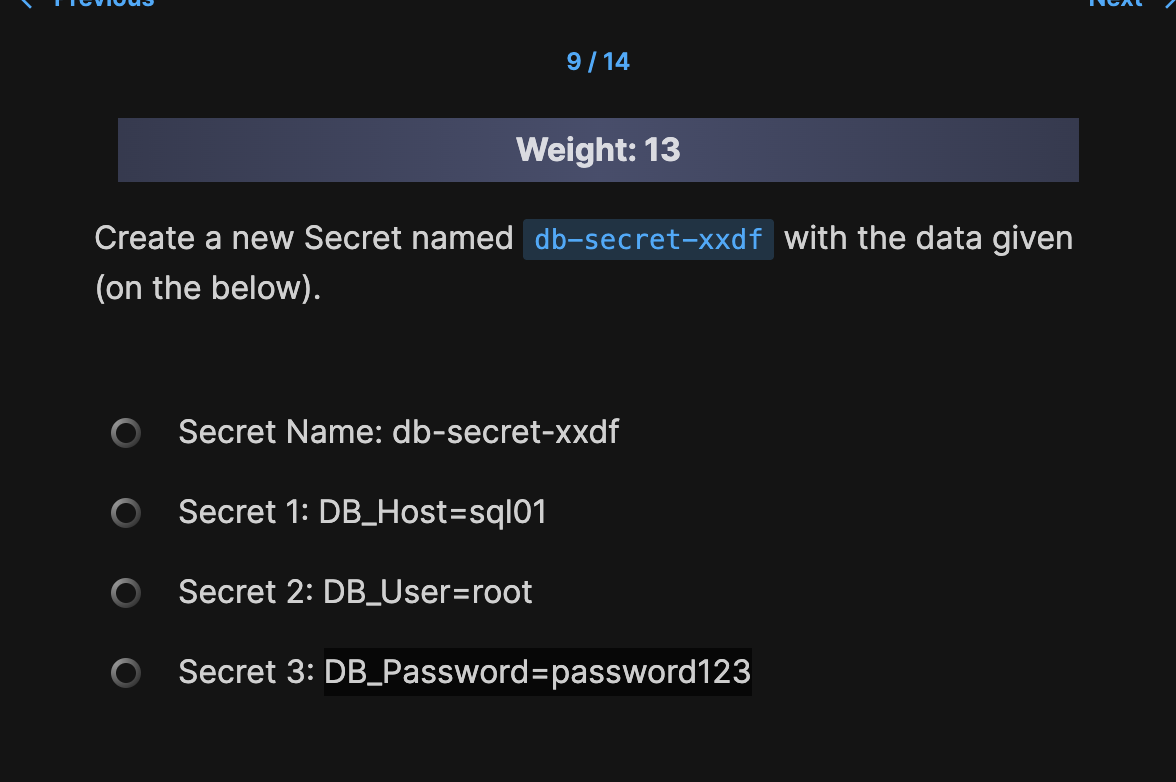 Previous
Next
9 / 14
Weight: 13
Create a new Secret named db-secret-xxdf with the data given
(on the below).
Secret Name: db-secret-xxdf
Secret 1: DB_Host=sql01
Secret 2: DB_User=root
Secret 3: DB_Password=password123